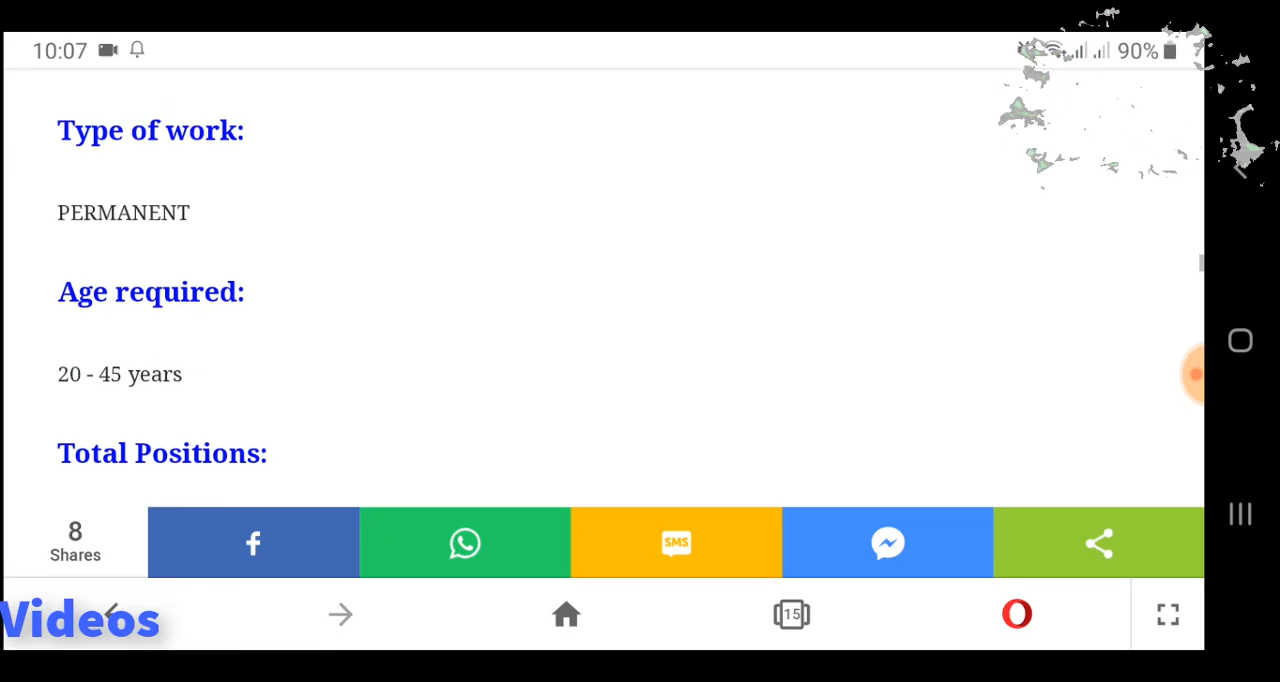 10:07
90%
Type of work:
PERMANENT
Age required:
20 - 45 years
Total Positions:
8
Shares
f
SMS
Videos
15